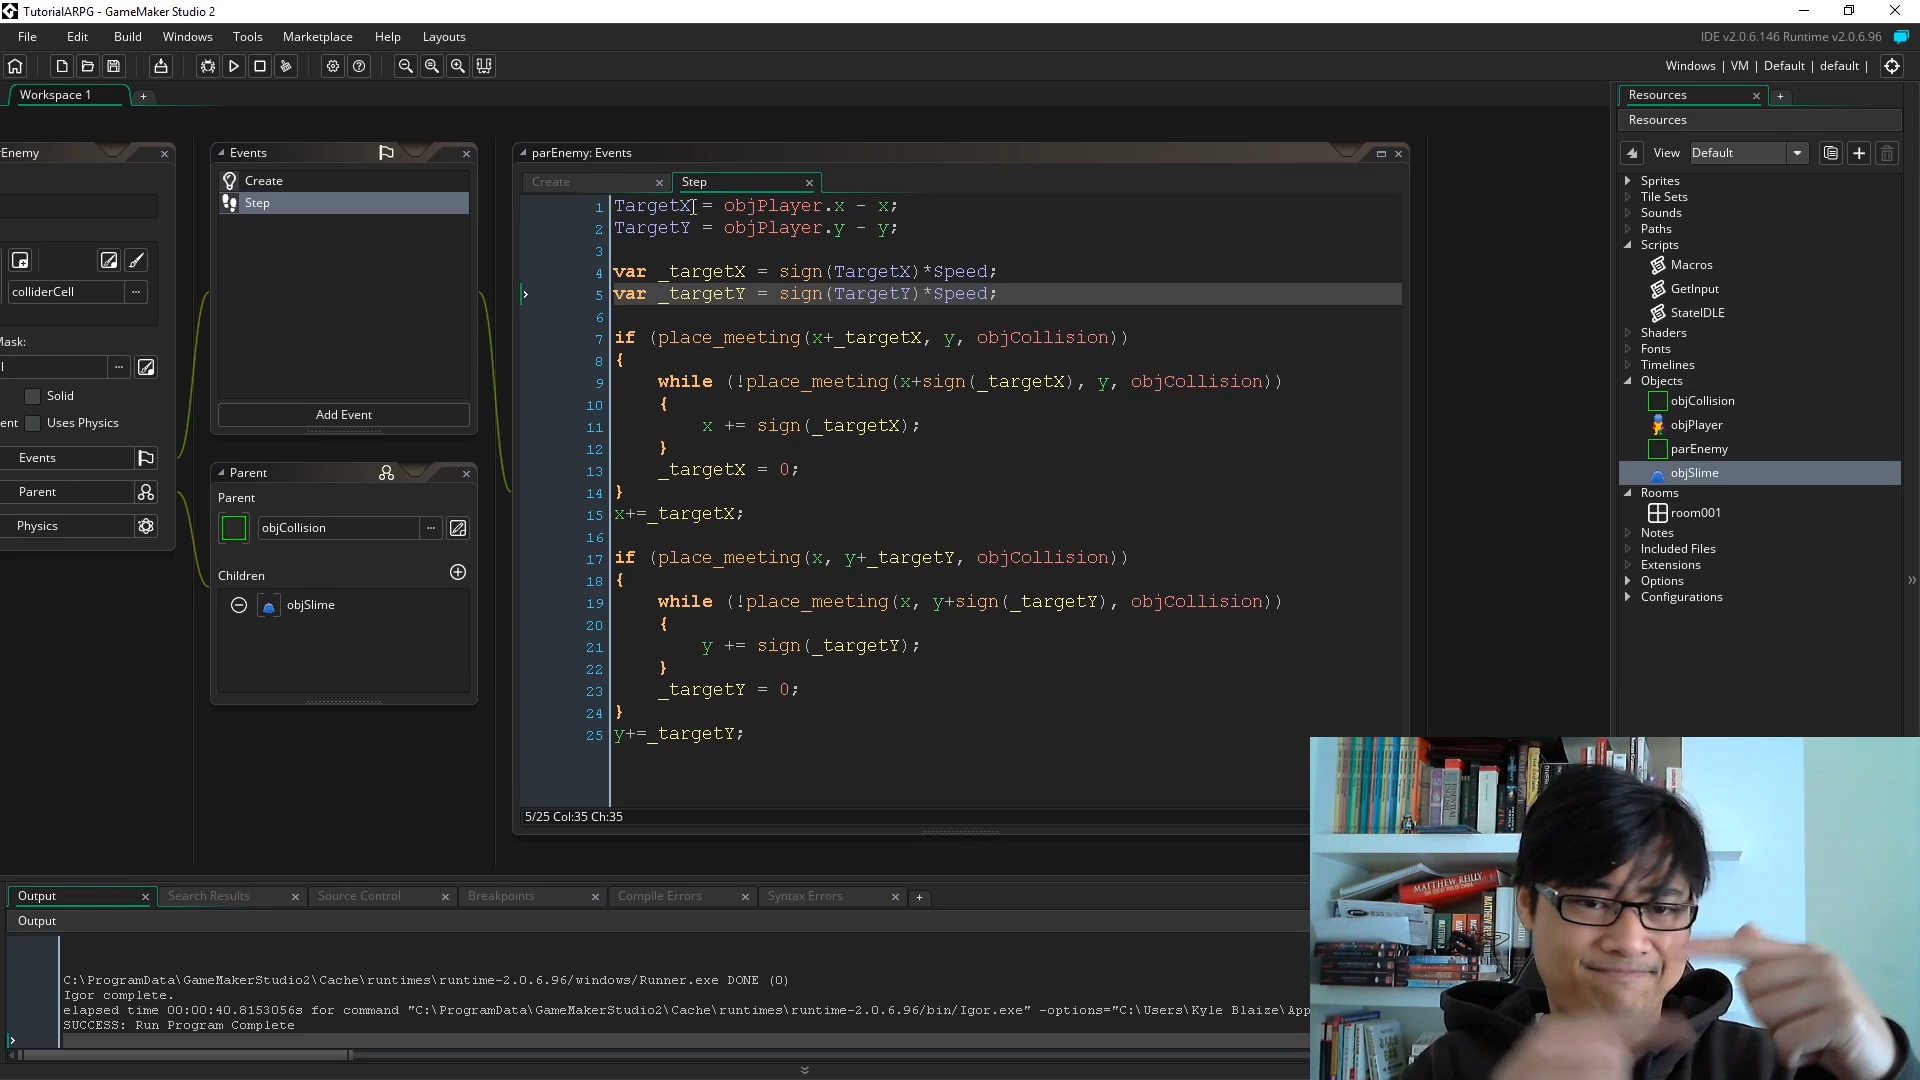 TutorialARPG - GameMaker Studio 2
File Edit Build Windows Tools Marketplace Help Layouts
IDE v2.0.6.146 Runtime v2.0.6.96
Windows | VM | Default | default |
Workspace 1
Enemy
colliderCell
Mask:
Solid
ent Uses Physics
Events
Parent
Physics
Events
Create
Step
Add Event
Parent
Parent
objCollision
Children
objSlime
parEnemy: Events
Create
Step
1 TargetX = objPlayer.x - x;
2 TargetY = objPlayer.y - y;
3
4 var _targetX = sign(TargetX)*Speed;
5 var _targetY = sign(TargetY)*Speed;
6
7 if (place_meeting(x+_targetX, y, objCollision))
8 {
9 while (!place_meeting(x+sign(_targetX), y, objCollision))
10 {
11 x += sign(_targetX);
12 }
13 _targetX = 0;
14 }
15 x+=_targetX;
16
17 if (place_meeting(x, y+_targetY, objCollision))
18 {
19 while (!place_meeting(x, y+sign(_targetY), objCollision))
20 {
21 y += sign(_targetY);
22 }
23 _targetY = 0;
24 }
25 y+=_targetY;
5/25 Col:35 Ch:35
Resources
Resources
View Default
Sprites
Tile Sets
Sounds
Paths
Scripts
Macros
GetInput
StateIDLE
Shaders
Fonts
Timelines
Objects
objCollision
objPlayer
parEnemy
objSlime
Rooms
room001
Notes
Included Files
Extensions
Options
Configurations
Output Search Results Source Control Breakpoints Compile Errors Syntax Errors
Output
C:\ProgramData\GameMakerStudio2\Cache\runtimes\runtime-2.0.6.96/windows/Runner.exe DONE (0)
Igor complete.
elapsed time 00:00:40.8153056s for command "C:\ProgramData\GameMakerStudio2\Cache\runtimes\runtime-2.0.6.96/bin/Igor.exe" -options="C:\Users\Kyle Blaize\App
SUCCESS: Run Program Complete
MATTHEW REILLY